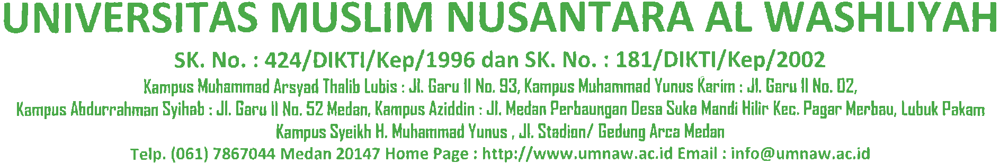 UNIVERSITAS MUSLIM NUSANTARA AL WASHLIYAH
SK. No. : 424/DIKTI/Kep/1996 dan SK. No. : 181/DIKTI/Kep/2002
Kampus Muhammad Arsyad Thalib Lubis : Jl. Garu II No. 93, Kampus Muhammad Yunus Karim : Jl. Garu II No. 02,
Kampus Abdurrahman Syihab : Jl. Garu II No. 52 Medan, Kampus Aziddin : Jl. Medan Perbaungan Desa Suka Mandi Hilir Kec. Pagar Merbau, Lubuk Pakam
Kampus Syeikh H. Muhammad Yunus , Jl. Stadion/ Gedung Arca Medan
Telp. (061) 7867044 Medan 20147 Home Page : http://www.umnaw.ac.id Email : info@umnaw.ac.id